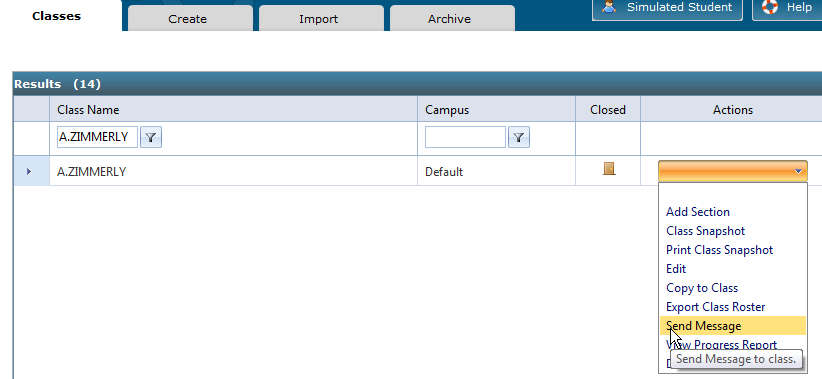 Classes
Create
Import
Archive
Simulated Student
Help
Results (14)
Class Name
Campus
Closed
Actions
A.ZIMMERLY
A.ZIMMERLY
Default
Add Section
Class Snapshot
Print Class Snapshot
Edit
Copy to Class
Export Class Roster
Send Message
View Progress Report
Send Message to class.